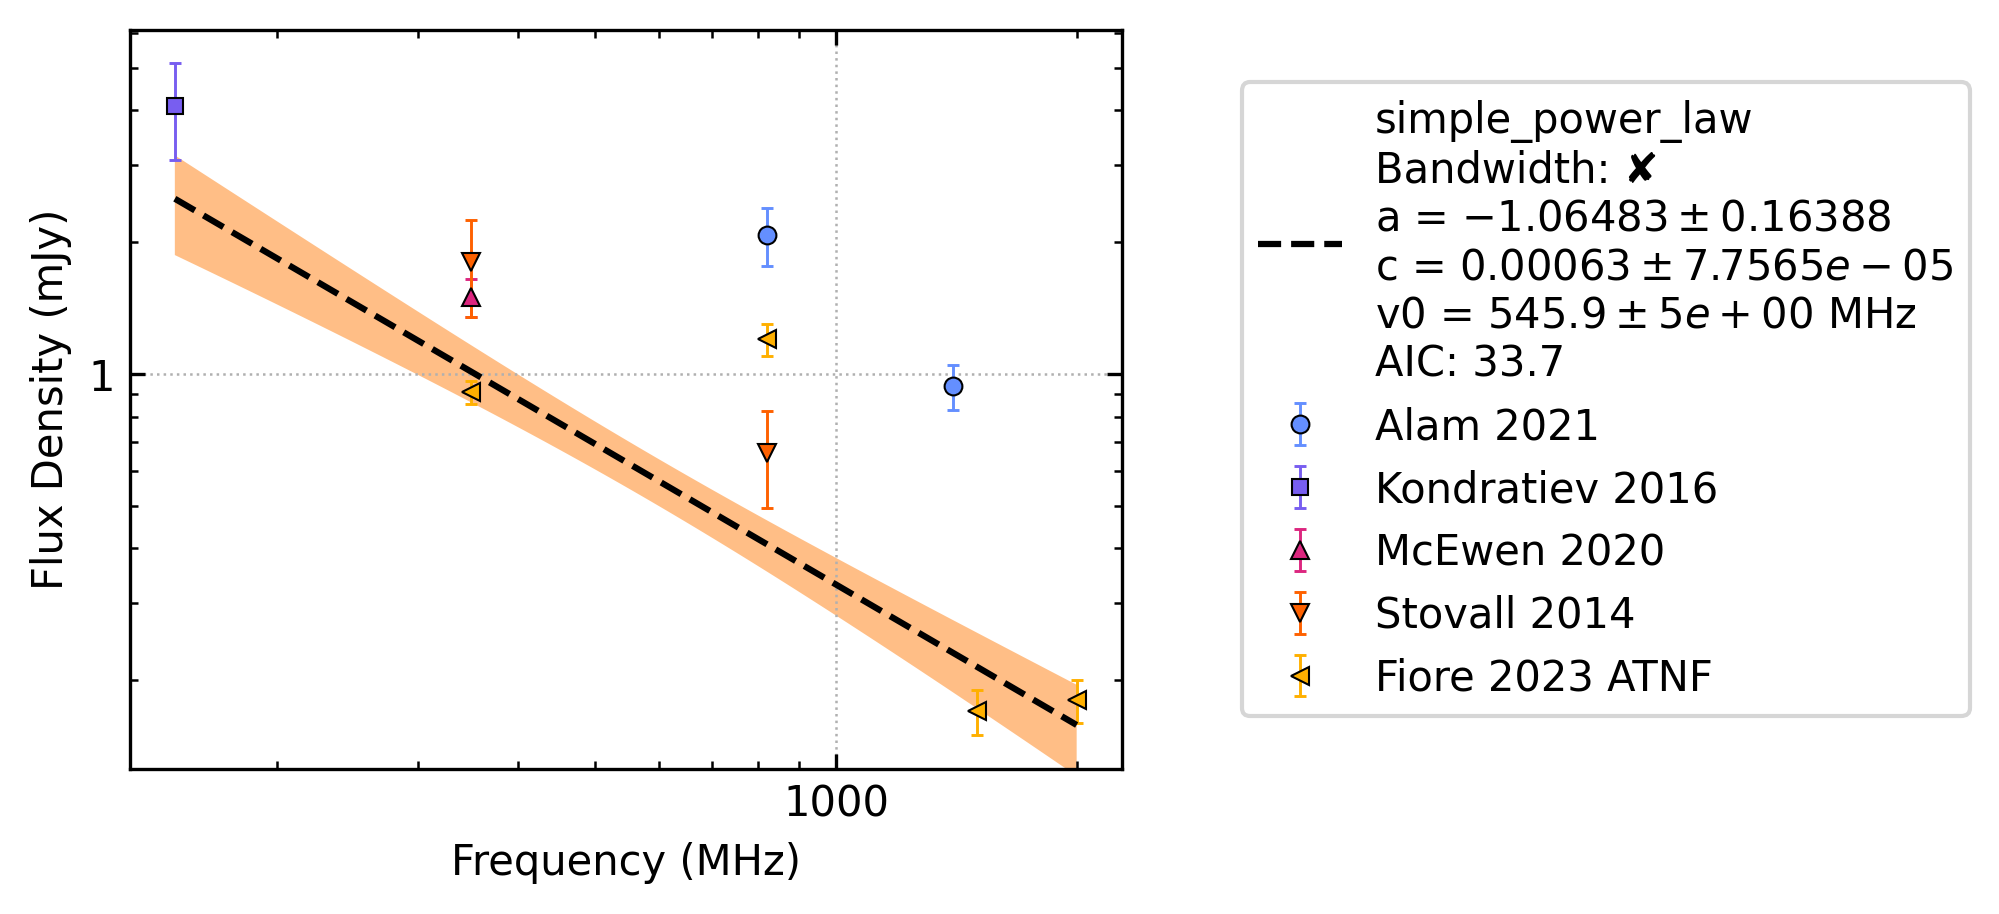 Flux Density (mJy)
1
1000
Frequency (MHz)
simple_power_law
Bandwidth: ✘
a = −1.06483 ± 0.16388
c = 0.00063 ± 7.7565e − 05
v0 = 545.9 ± 5e + 00 MHz
AIC: 33.7
Alam 2021
Kondratiev 2016
McEwen 2020
Stovall 2014
Fiore 2023 ATNF